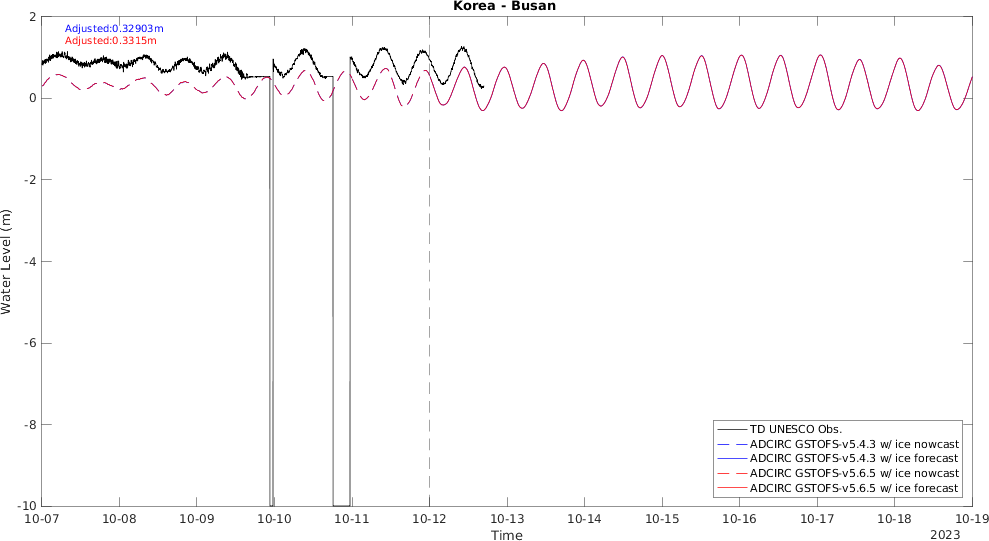 Korea - Busan
Adjusted:0.32903m
Adjusted:0.3315m
2
0
-2
-4
-6
-8
-10
Water Level (m)
10-07 10-08 10-09 10-10 10-11 10-12 10-13 10-14 10-15 10-16 10-17 10-18 10-19
Time
2023
TD UNESCO Obs.
ADCIRC GSTOFS-v5.4.3 w/ ice nowcast
ADCIRC GSTOFS-v5.4.3 w/ ice forecast
ADCIRC GSTOFS-v5.6.5 w/ ice nowcast
ADCIRC GSTOFS-v5.6.5 w/ ice forecast